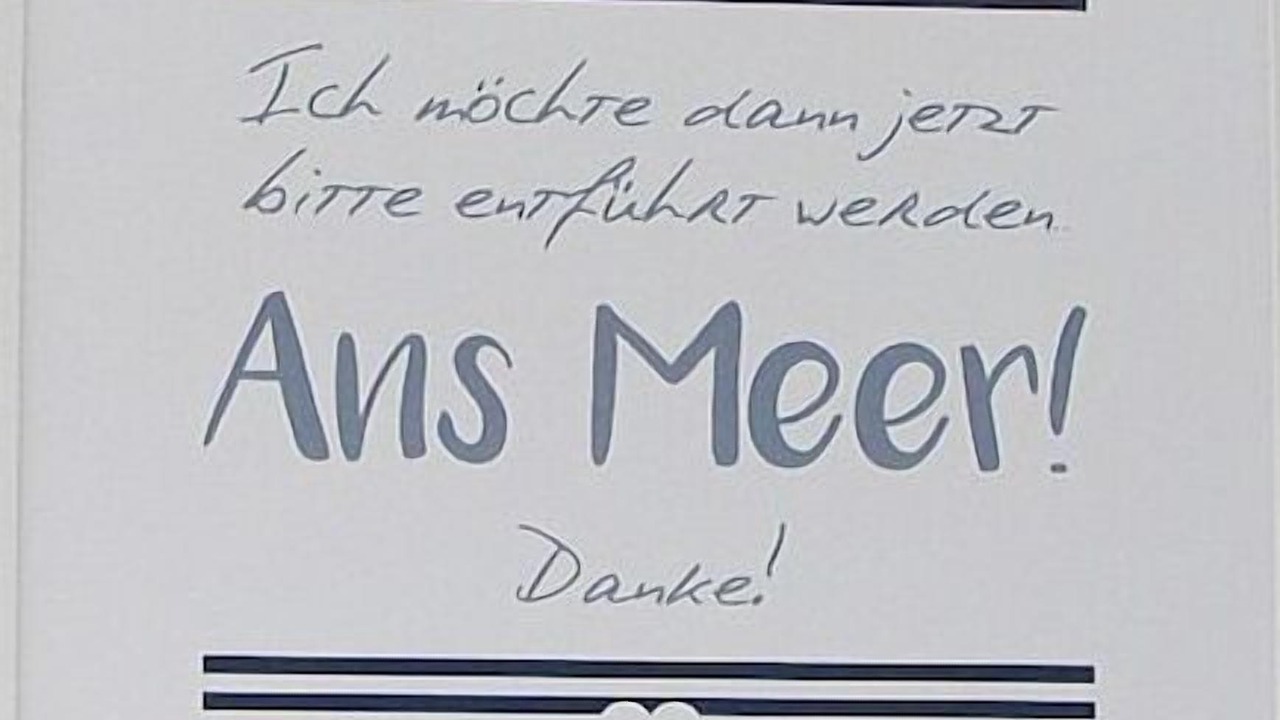 Ich möchte dann jetzt
bitte entführt werden
Ans Meer!
Danke!